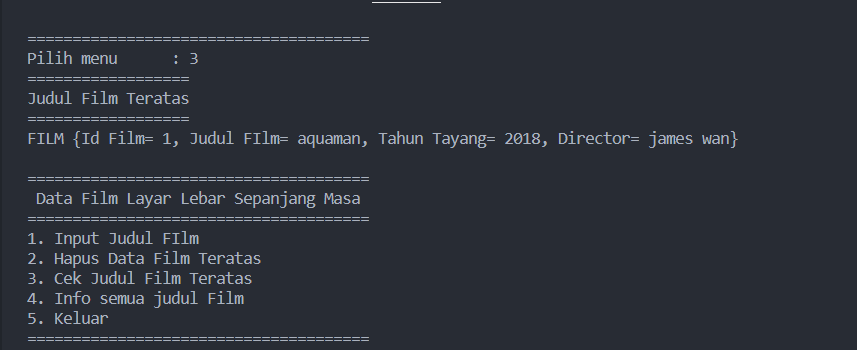 ======================================
Pilih menu      : 3
==================
Judul Film Teratas
==================
FILM {Id Film= 1, Judul FIlm= aquaman, Tahun Tayang= 2018, Director= james wan}

======================================
 Data Film Layar Lebar Sepanjang Masa
======================================
1. Input Judul FIlm
2. Hapus Data Film Teratas
3. Cek Judul Film Teratas
4. Info semua judul Film
5. Keluar
======================================